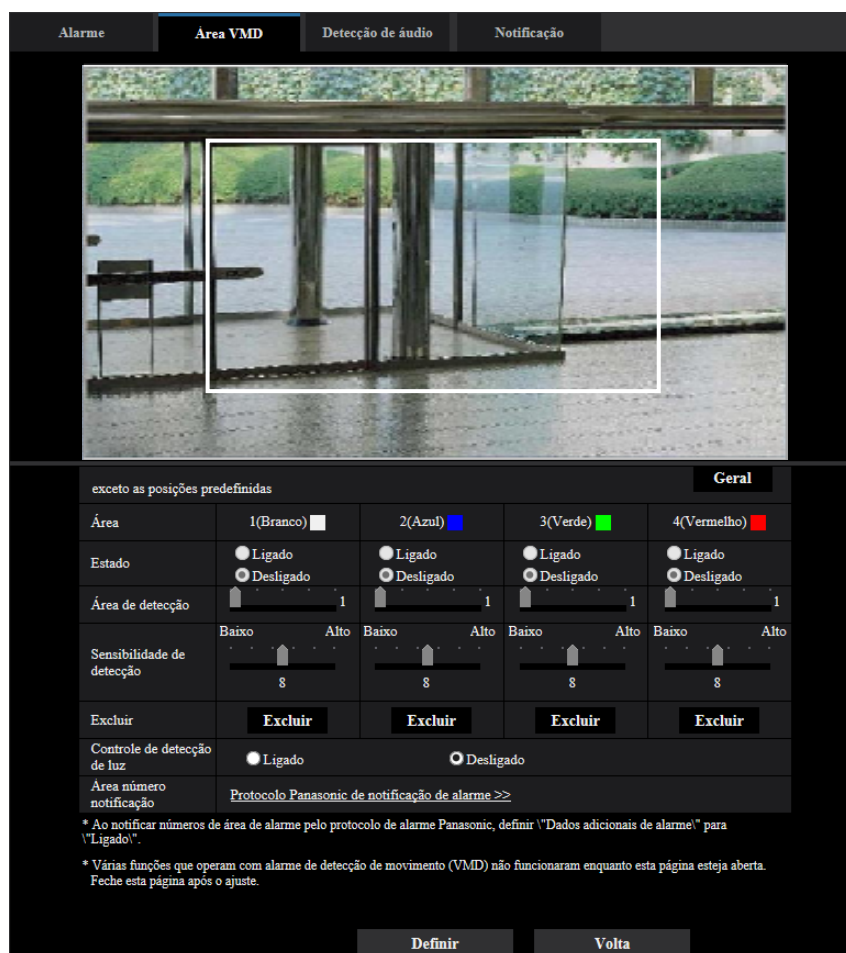 Alarme Área VMD Detecção de áudio Notificação
exceto as posições predefinidas Geral
Área 1(Branco) 2(Azul) 3(Verde) 4(Vermelho)
Estado Ligado Ligado Ligado Ligado
Desligado Desligado Desligado Desligado
Área de detecção 1 1 1 1
Baixo Alto Baixo Alto Baixo Alto Baixo Alto
Sensibilidade de
detecção
8 8 8 8
Excluir Excluir Excluir Excluir Excluir
Controle de detecção
de luz Ligado Desligado
Área número
notificação Protocolo Panasonic de notificação de alarme >>
* Ao notificar números de área de alarme pelo protocolo de alarme Panasonic, definir \"Dados adicionais de alarme\" para
\"Ligado\".
* Várias funções que operam com alarme de detecção de movimento (VMD) não funcionaram enquanto esta página esteja aberta.
Feche esta página após o ajuste.
Definir Volta